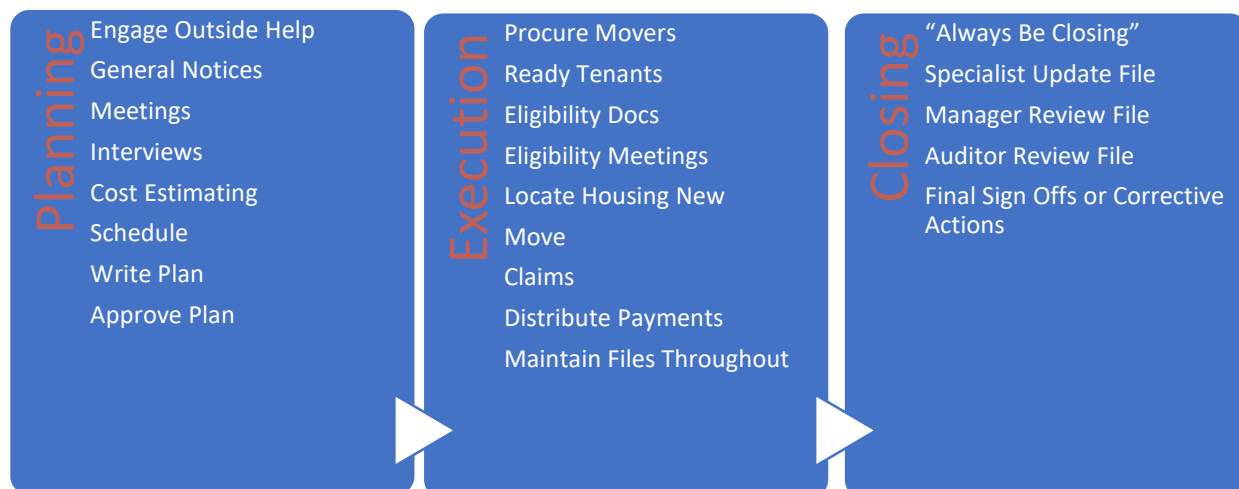 Planning
Engage Outside Help
General Notices
Meetings
Interviews
Cost Estimating
Schedule
Write Plan
Approve Plan
Execution
Procure Movers
Ready Tenants
Eligibility Docs
Eligibility Meetings
Locate Housing New
Move
Claims
Distribute Payments
Maintain Files Throughout
Closing
“Always Be Closing”
Specialist Update File
Manager Review File
Auditor Review File
Final Sign Offs or Corrective
Actions